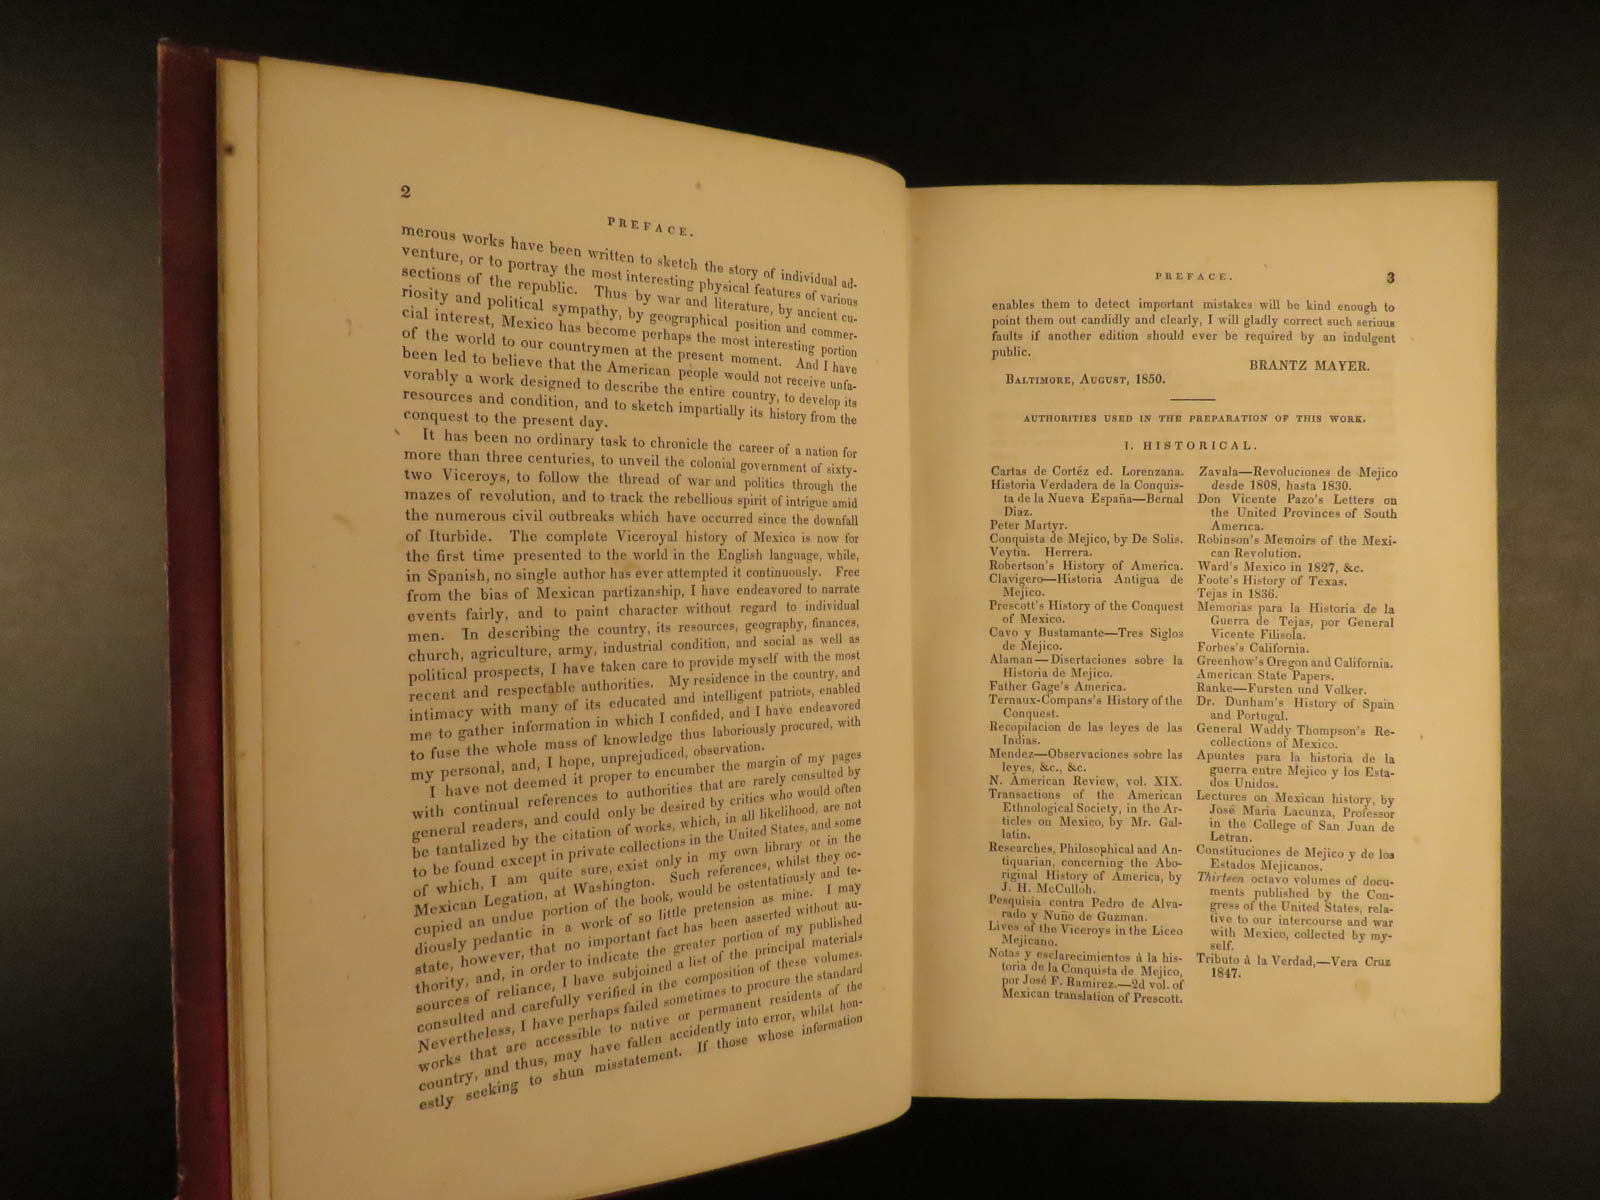 2
PREFACE.
merous works have been written to sketch the story of individual ad-
venture, or to portray the most interesting physical features of various
sections of the republic. Thus by war and literature, by ancient cu-
riosity and political sympathy, by geographical position and commer-
cial interest, Mexico has become perhaps the most interesting portion
of the world to our countrymen at the present moment. And I have
been led to believe that the American people would not receive unfa-
vorably a work designed to describe the entire country, to develop its
resources and condition, and to sketch impartially its history from the
conquest to the present day.
It has been no ordinary task to chronicle the career of a nation for
more than three centuries, to unveil the colonial government of sixty-
two Viceroys, to follow the thread of war and politics through the
mazes of revolution, and to track the rebellious spirit of intrigue amid
the numerous civil outbreaks which have occurred since the downfall
of Iturbide. The complete Viceroyal history of Mexico is now for
the first time presented to the world in the English language, while,
in Spanish, no single author has ever attempted it continuously. Free
from the bias of Mexican partizanship, I have endeavored to narrate
events fairly, and to paint character without regard to individual
men. In describing the country, its resources, geography, finances,
church, agriculture, army, industrial condition, and social as well as
political prospects, I have taken care to provide myself with the most
recent and respectable authorities. My residence in the country, and
intimacy with many of its educated and intelligent patriots, enabled
me to gather information in which I confided, and I have endeavored
to fuse the whole mass of knowledge thus laboriously procured, with
my personal, and, I hope, unprejudiced, observation.
I have not deemed it proper to encumber the margin of my pages
with continual references to authorities that are rarely consulted by
general readers, and could only be desired by critics who would often
be tantalized by the citation of works, which, in all likelihood, are not
to be found except in private collections in the United States, and some
of which, I am quite sure, exist only in my own library or in the
Mexican Legation, at Washington. Such references, whilst they oc-
cupied an undue portion of the book, would be ostentatiously and te-
diously pedantic in a work of so little pretension as mine. I may
state, however, that no important fact has been asserted without au-
thority, and, in order to indicate the greater portion of my published
sources of reliance, I have subjoined a list of the principal materials
consulted and carefully verified in the composition of these volumes.
Nevertheless, I have perhaps failed sometimes to procure the standard
works that are accessible to native or permanent residents of the
country, and thus, may have fallen accidently into error, whilst hon-
estly seeking to shun misstatement. If those whose information
PREFACE.
3
enables them to detect important mistakes will be kind enough to
point them out candidly and clearly, I will gladly correct such serious
faults if another edition should ever be required by an indulgent
public.
BRANTZ MAYER.
BALTIMORE, AUGUST, 1850.
AUTHORITIES USED IN THE PREPARATION OF THIS WORK.
I. HISTORICAL.
Cartas de Cortéz ed. Lorenzana.
Historia Verdadera de la Conquis-
ta de la Nueva España—Bernal
Diaz.
Peter Martyr.
Conquista de Mejico, by De Solis.
Veytia. Herrera.
Robertson's History of America.
Clavigero—Historia Antigua de
Mejico.
Prescott's History of the Conquest
of Mexico.
Cavo y Bustamante—Tres Siglos
de Mejico.
Alaman—Disertaciones sobre la
Historia de Mejico.
Father Gage's America.
Ternaux-Compans's History of the
Conquest.
Recopilacion de las leyes de las
Indias.
Mendez—Observaciones sobre las
leyes, &c., &c.
N. American Review, vol. XIX.
Transactions of the American
Ethnological Society, in the Ar-
ticles on Mexico, by Mr. Gal-
latin.
Researches, Philosophical and An-
tiquarian, concerning the Abo-
riginal History of America, by
J. H. McCulloh.
Pesquisia contra Pedro de Alva-
rado y Nuño de Guzman.
Lives of the Viceroys in the Liceo
Mejicano.
Notas y esclarecimientos à la his-
toria de la Conquista de Mejico,
por José F. Ramirez.—2d vol. of
Mexican translation of Prescott.
Zavala—Revoluciones de Mejico
desde 1808, hasta 1830.
Don Vicente Pazo's Letters on
the United Provinces of South
America.
Robinson's Memoirs of the Mexi-
can Revolution.
Ward's Mexico in 1827, &c.
Foote's History of Texas.
Tejas in 1836.
Memorias para la Historia de la
Guerra de Tejas, por General
Vicente Filisola.
Forbes's California.
Greenhow's Oregon and California.
American State Papers.
Ranke—Fursten und Volker.
Dr. Dunham's History of Spain
and Portugal.
General Waddy Thompson's Re-
collections of Mexico.
Apuntes para la historia de la
guerra entre Mejico y los Esta-
dos Unidos.
Lectures on Mexican history, by
José Maria Lacunza, Professor
in the College of San Juan de
Letran.
Constituciones de Mejico y de los
Estados Mejicanos.
Thirteen octavo volumes of docu-
ments published by the Con-
gress of the United States, rela-
tive to our intercourse and war
with Mexico, collected by my-
self.
Tributo à la Verdad,—Vera Cruz
1847.